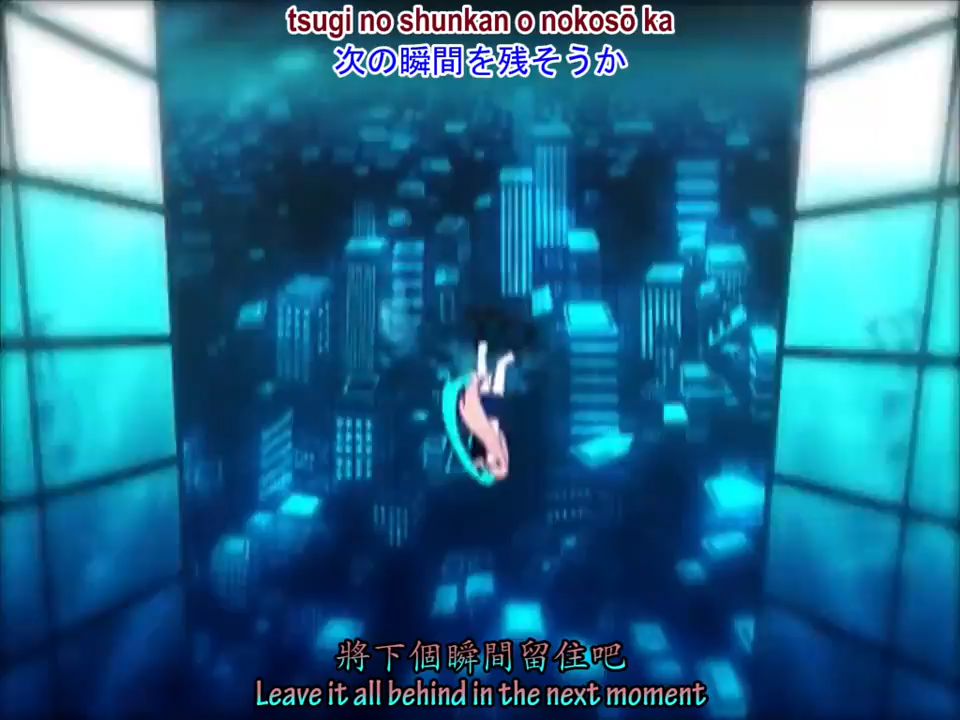 tsugi no shunkan o nokosō ka
次の瞬間を残そうか
將下個瞬間留住吧
Leave it all behind in the next moment